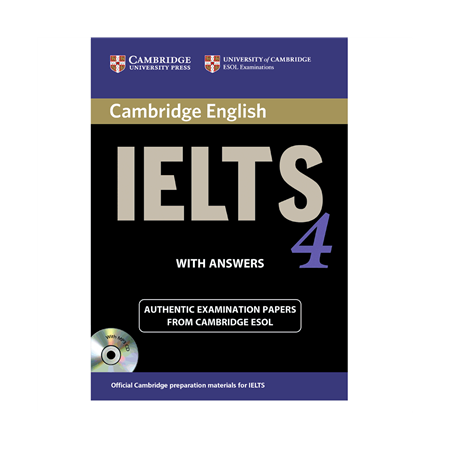 CAMBRIDGE
UNIVERSITY PRESS
UNIVERSITY of CAMBRIDGE
ESOL Examinations
Cambridge English
IELTS 4
WITH ANSWERS
AUTHENTIC EXAMINATION PAPERS
FROM CAMBRIDGE ESOL
Official Cambridge preparation materials for IELTS